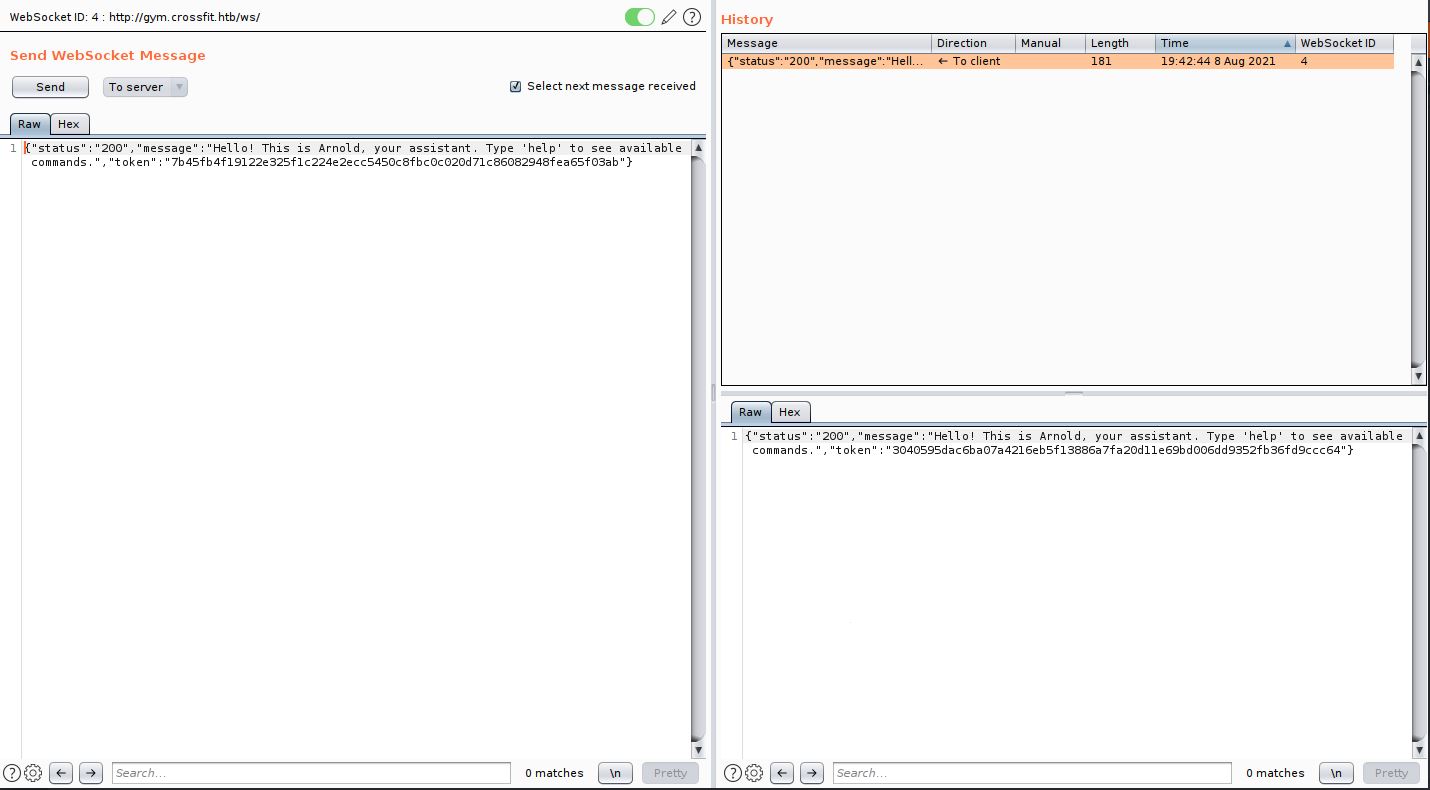 WebSocket ID: 4 : http://gym.crossfit.htb/ws/
Send WebSocket Message
Send To server Select next message received
Raw Hex
1 {"status":"200","message":"Hello! This is Arnold, your assistant. Type 'help' to see available
commands.","token":"7b45fb4f19122e325f1c224e2ecc5450c8fbc0c020d71c86082948fea65f03ab"}
? Search... 0 matches \n Pretty
History
Message Direction Manual Length Time WebSocket ID
{"status":"200","message":"Hell... ← To client 181 19:42:44 8 Aug 2021 4
Raw Hex
1 {"status":"200","message":"Hello! This is Arnold, your assistant. Type 'help' to see available
commands.","token":"3040595dac6ba07a4216eb5f13886a7fa20d11e69bd006dd9352fb36fd9ccc64"}
? Search... 0 matches \n Pretty